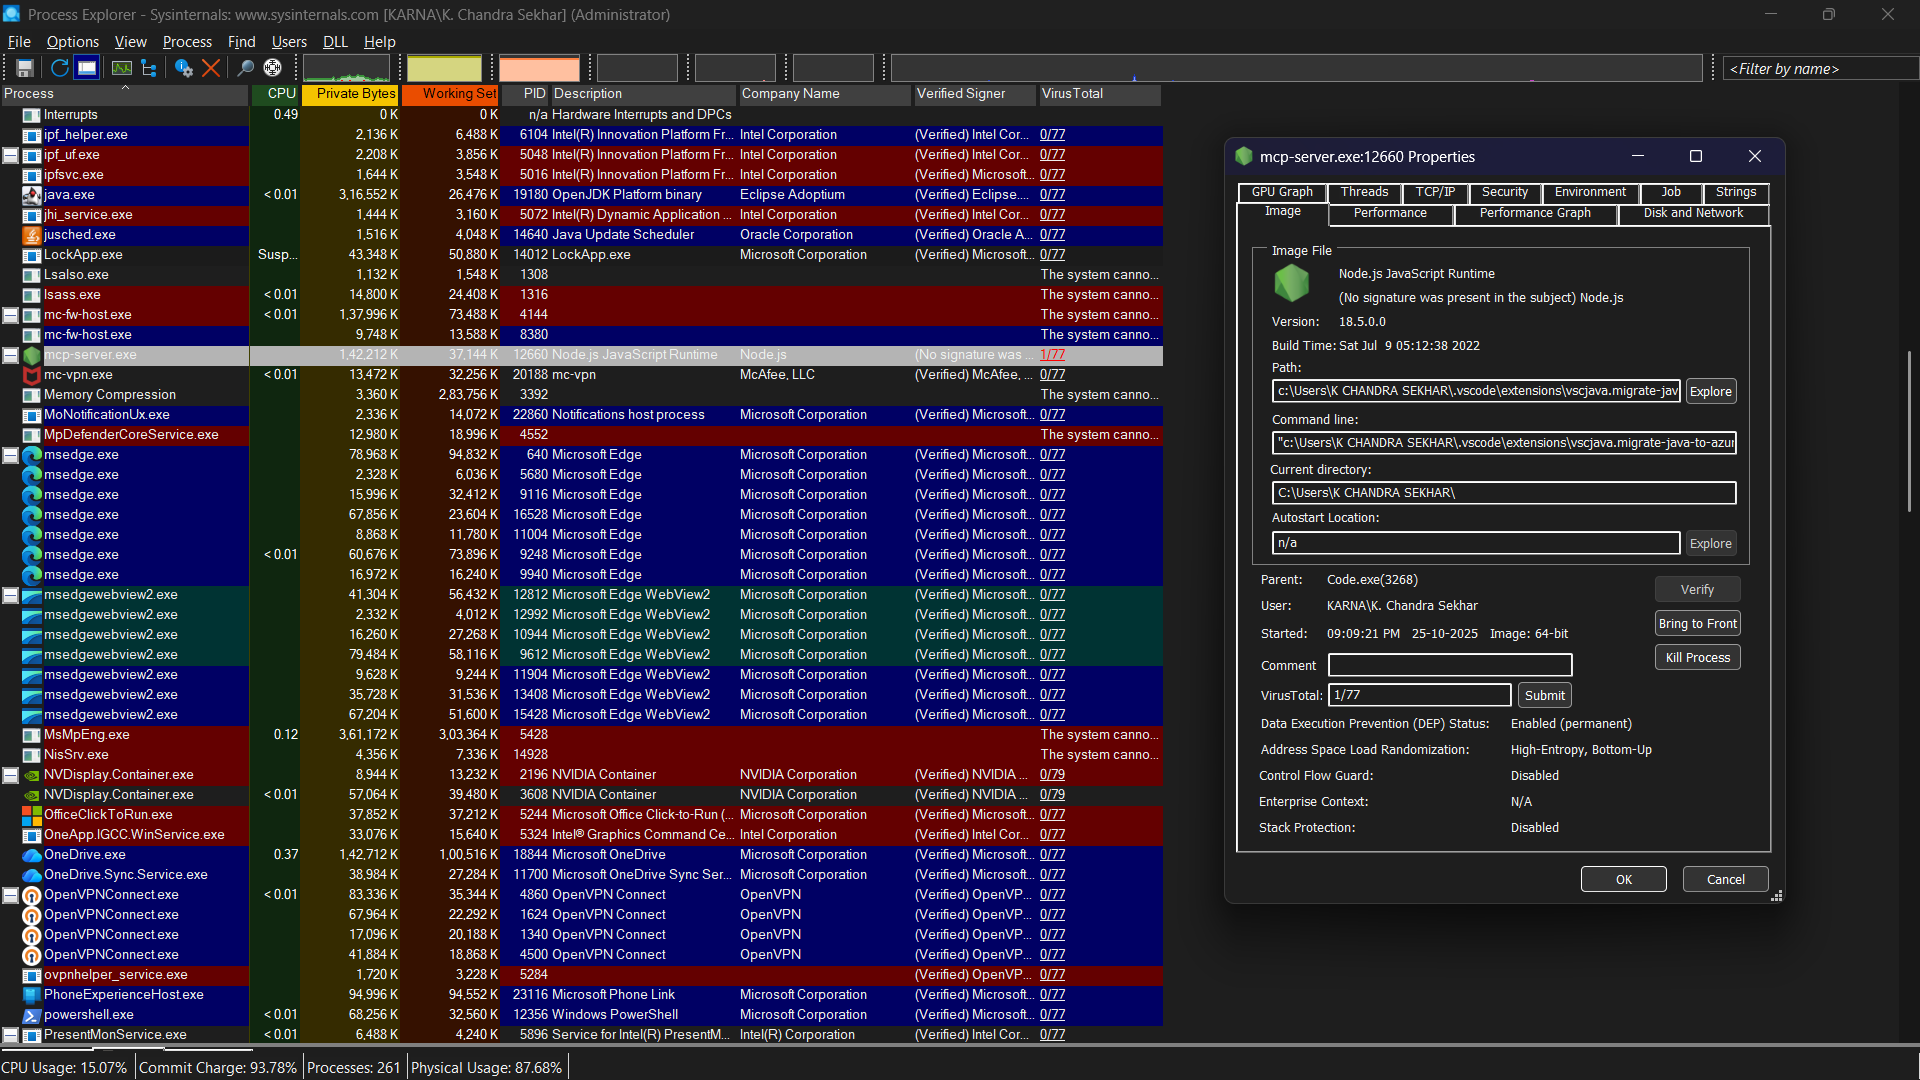 Process Explorer - Sysinternals: www.sysinternals.com [KARNA\K. Chandra Sekhar] (Administrator)
File Options View Process Find Users DLL Help
<Filter by name>
Process CPU Private Bytes Working Set PID Description Company Name Verified Signer VirusTotal
Interrupts 0.49 0 K 0 K n/a Hardware Interrupts and DPCs
ipf_helper.exe 2,136 K 6,488 K 6104 Intel(R) Innovation Platform Fr... Intel Corporation (Verified) Intel Cor... 0/77
ipf_uf.exe 2,208 K 3,856 K 5048 Intel(R) Innovation Platform Fr... Intel Corporation (Verified) Intel Cor... 0/77
ipfsvc.exe 1,644 K 3,548 K 5016 Intel(R) Innovation Platform Fr... Intel Corporation (Verified) Microsoft... 0/77
java.exe < 0.01 3,16,552 K 26,476 K 19180 OpenJDK Platform binary Eclipse Adoptium (Verified) Eclipse.... 0/77
jhi_service.exe 1,444 K 3,160 K 5072 Intel(R) Dynamic Application ... Intel Corporation (Verified) Intel Cor... 0/77
jusched.exe 1,516 K 4,048 K 14640 Java Update Scheduler Oracle Corporation (Verified) Oracle A... 0/77
LockApp.exe Susp... 43,348 K 50,880 K 14012 LockApp.exe Microsoft Corporation (Verified) Microsoft... 0/77
LsaIso.exe 1,132 K 1,548 K 1308 The system canno...
lsass.exe < 0.01 14,800 K 24,408 K 1316 The system canno...
mc-fw-host.exe < 0.01 1,37,996 K 73,488 K 4144 The system canno...
mc-fw-host.exe 9,748 K 13,588 K 8380 The system canno...
mcp-server.exe 1,42,212 K 37,144 K 12660 Node.js JavaScript Runtime Node.js (No signature was ... 1/77
mc-vpn.exe < 0.01 13,472 K 32,256 K 20188 mc-vpn McAfee, LLC (Verified) McAfee, ... 0/77
Memory Compression 3,360 K 2,83,756 K 3392 The system canno...
MoNotificationUx.exe 2,336 K 14,072 K 22860 Notifications host process Microsoft Corporation (Verified) Microsoft... 0/77
MpDefenderCoreService.exe 12,980 K 18,996 K 4552 The system canno...
msedge.exe 78,968 K 94,832 K 640 Microsoft Edge Microsoft Corporation (Verified) Microsoft... 0/77
msedge.exe 2,328 K 6,036 K 5680 Microsoft Edge Microsoft Corporation (Verified) Microsoft... 0/77
msedge.exe 15,996 K 32,412 K 9116 Microsoft Edge Microsoft Corporation (Verified) Microsoft... 0/77
msedge.exe 67,856 K 23,604 K 16528 Microsoft Edge Microsoft Corporation (Verified) Microsoft... 0/77
msedge.exe 8,868 K 11,780 K 11004 Microsoft Edge Microsoft Corporation (Verified) Microsoft... 0/77
msedge.exe < 0.01 60,676 K 73,896 K 9248 Microsoft Edge Microsoft Corporation (Verified) Microsoft... 0/77
msedge.exe 16,972 K 16,240 K 9940 Microsoft Edge Microsoft Corporation (Verified) Microsoft... 0/77
msedgewebview2.exe 41,304 K 56,432 K 12812 Microsoft Edge WebView2 Microsoft Corporation (Verified) Microsoft... 0/77
msedgewebview2.exe 2,332 K 4,012 K 12992 Microsoft Edge WebView2 Microsoft Corporation (Verified) Microsoft... 0/77
msedgewebview2.exe 16,260 K 27,268 K 10944 Microsoft Edge WebView2 Microsoft Corporation (Verified) Microsoft... 0/77
msedgewebview2.exe 79,484 K 58,116 K 9612 Microsoft Edge WebView2 Microsoft Corporation (Verified) Microsoft... 0/77
msedgewebview2.exe 9,628 K 9,244 K 11904 Microsoft Edge WebView2 Microsoft Corporation (Verified) Microsoft... 0/77
msedgewebview2.exe 35,728 K 31,536 K 13408 Microsoft Edge WebView2 Microsoft Corporation (Verified) Microsoft... 0/77
msedgewebview2.exe 67,204 K 51,600 K 15428 Microsoft Edge WebView2 Microsoft Corporation (Verified) Microsoft... 0/77
MsMpEng.exe 0.12 3,61,172 K 3,03,364 K 5428 The system canno...
NisSrv.exe 4,356 K 7,336 K 14928 The system canno...
NVDisplay.Container.exe 8,944 K 13,232 K 2196 NVIDIA Container NVIDIA Corporation (Verified) NVIDIA ... 0/79
NVDisplay.Container.exe < 0.01 57,064 K 39,480 K 3608 NVIDIA Container NVIDIA Corporation (Verified) NVIDIA ... 0/79
OfficeClickToRun.exe 37,852 K 37,212 K 5244 Microsoft Office Click-to-Run (... Microsoft Corporation (Verified) Microsoft... 0/77
OneApp.IGCC.WinService.exe 33,076 K 15,640 K 5324 Intel® Graphics Command Ce... Intel Corporation (Verified) Intel Cor... 0/77
OneDrive.exe 0.37 1,42,712 K 1,00,516 K 18844 Microsoft OneDrive Microsoft Corporation (Verified) Microsoft... 0/77
OneDrive.Sync.Service.exe 38,984 K 27,284 K 11700 Microsoft OneDrive Sync Ser... Microsoft Corporation (Verified) Microsoft... 0/77
OpenVPNConnect.exe < 0.01 83,336 K 35,344 K 4860 OpenVPN Connect OpenVPN (Verified) OpenVP... 0/77
OpenVPNConnect.exe 67,964 K 22,292 K 1624 OpenVPN Connect OpenVPN (Verified) OpenVP... 0/77
OpenVPNConnect.exe 17,096 K 20,188 K 1340 OpenVPN Connect OpenVPN (Verified) OpenVP... 0/77
OpenVPNConnect.exe 41,884 K 18,868 K 4500 OpenVPN Connect OpenVPN (Verified) OpenVP... 0/77
ovpnhelper_service.exe 1,720 K 3,228 K 5284 (Verified) OpenVP... 0/77
PhoneExperienceHost.exe 94,996 K 94,552 K 23116 Microsoft Phone Link Microsoft Corporation (Verified) Microsoft... 0/77
powershell.exe < 0.01 68,256 K 32,560 K 12356 Windows PowerShell Microsoft Corporation (Verified) Microsoft... 0/77
PresentMonService.exe < 0.01 6,488 K 4,240 K 5896 Service for Intel(R) PresentM... Intel(R) Corporation (Verified) Intel Cor... 0/77
CPU Usage: 15.07% Commit Charge: 93.78% Processes: 261 Physical Usage: 87.68%
mcp-server.exe:12660 Properties
GPU Graph Threads TCP/IP Security Environment Job Strings
Image Performance Performance Graph Disk and Network
Image File
Node.js JavaScript Runtime
(No signature was present in the subject) Node.js
Version: 18.5.0.0
Build Time: Sat Jul 9 05:12:38 2022
Path:
c:\Users\K CHANDRA SEKHAR\.vscode\extensions\vscjava.migrate-jav Explore
Command line:
"c:\Users\K CHANDRA SEKHAR\.vscode\extensions\vscjava.migrate-java-to-azur
Current directory:
C:\Users\K CHANDRA SEKHAR\
Autostart Location:
n/a Explore
Parent: Code.exe(3268)
Verify
User: KARNA\K. Chandra Sekhar
Bring to Front
Started: 09:09:21 PM 25-10-2025 Image: 64-bit
Kill Process
Comment
VirusTotal: 1/77 Submit
Data Execution Prevention (DEP) Status: Enabled (permanent)
Address Space Load Randomization: High-Entropy, Bottom-Up
Control Flow Guard: Disabled
Enterprise Context: N/A
Stack Protection: Disabled
OK Cancel